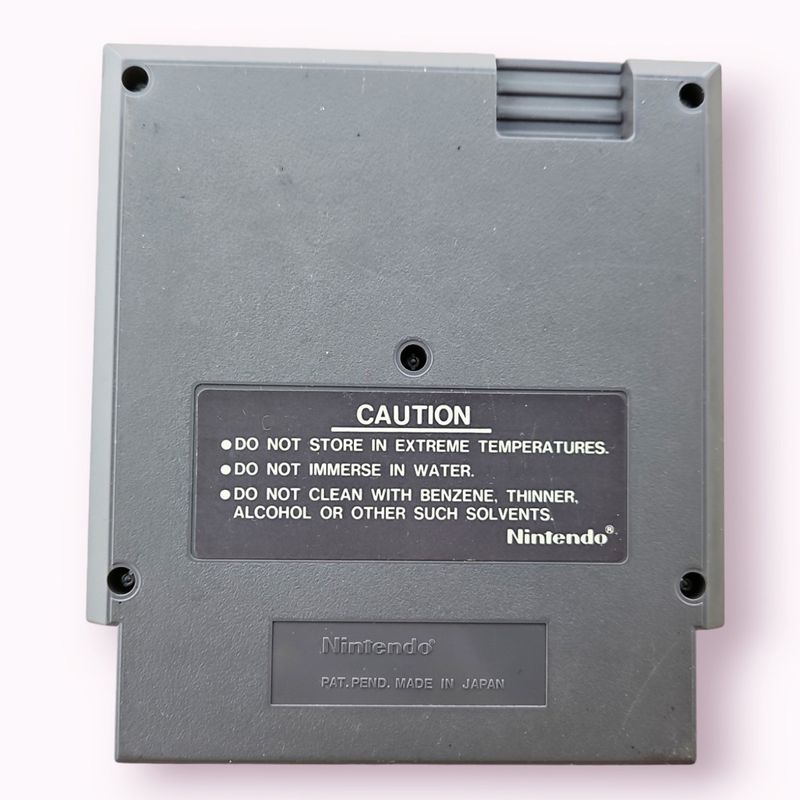 CAUTION
●DO NOT STORE IN EXTREME TEMPERATURES.
●DO NOT IMMERSE IN WATER.
●DO NOT CLEAN WITH BENZENE, THINNER,
ALCOHOL OR OTHER SUCH SOLVENTS.
Nintendo®
Nintendo®
PAT. PEND. MADE IN JAPAN